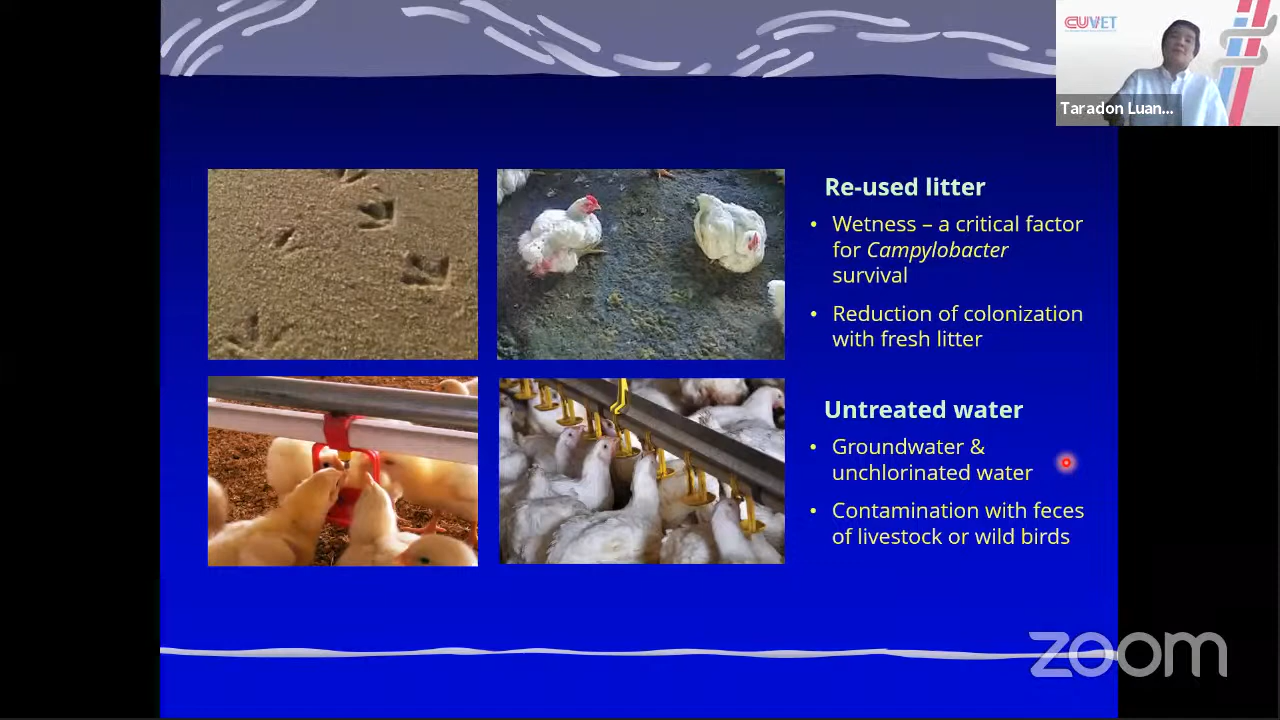 CUVET
Taradon Luan...
Re-used litter
• Wetness – a critical factor
for Campylobacter
survival
• Reduction of colonization
with fresh litter
Untreated water
• Groundwater &
unchlorinated water
• Contamination with feces
of livestock or wild birds
zoom